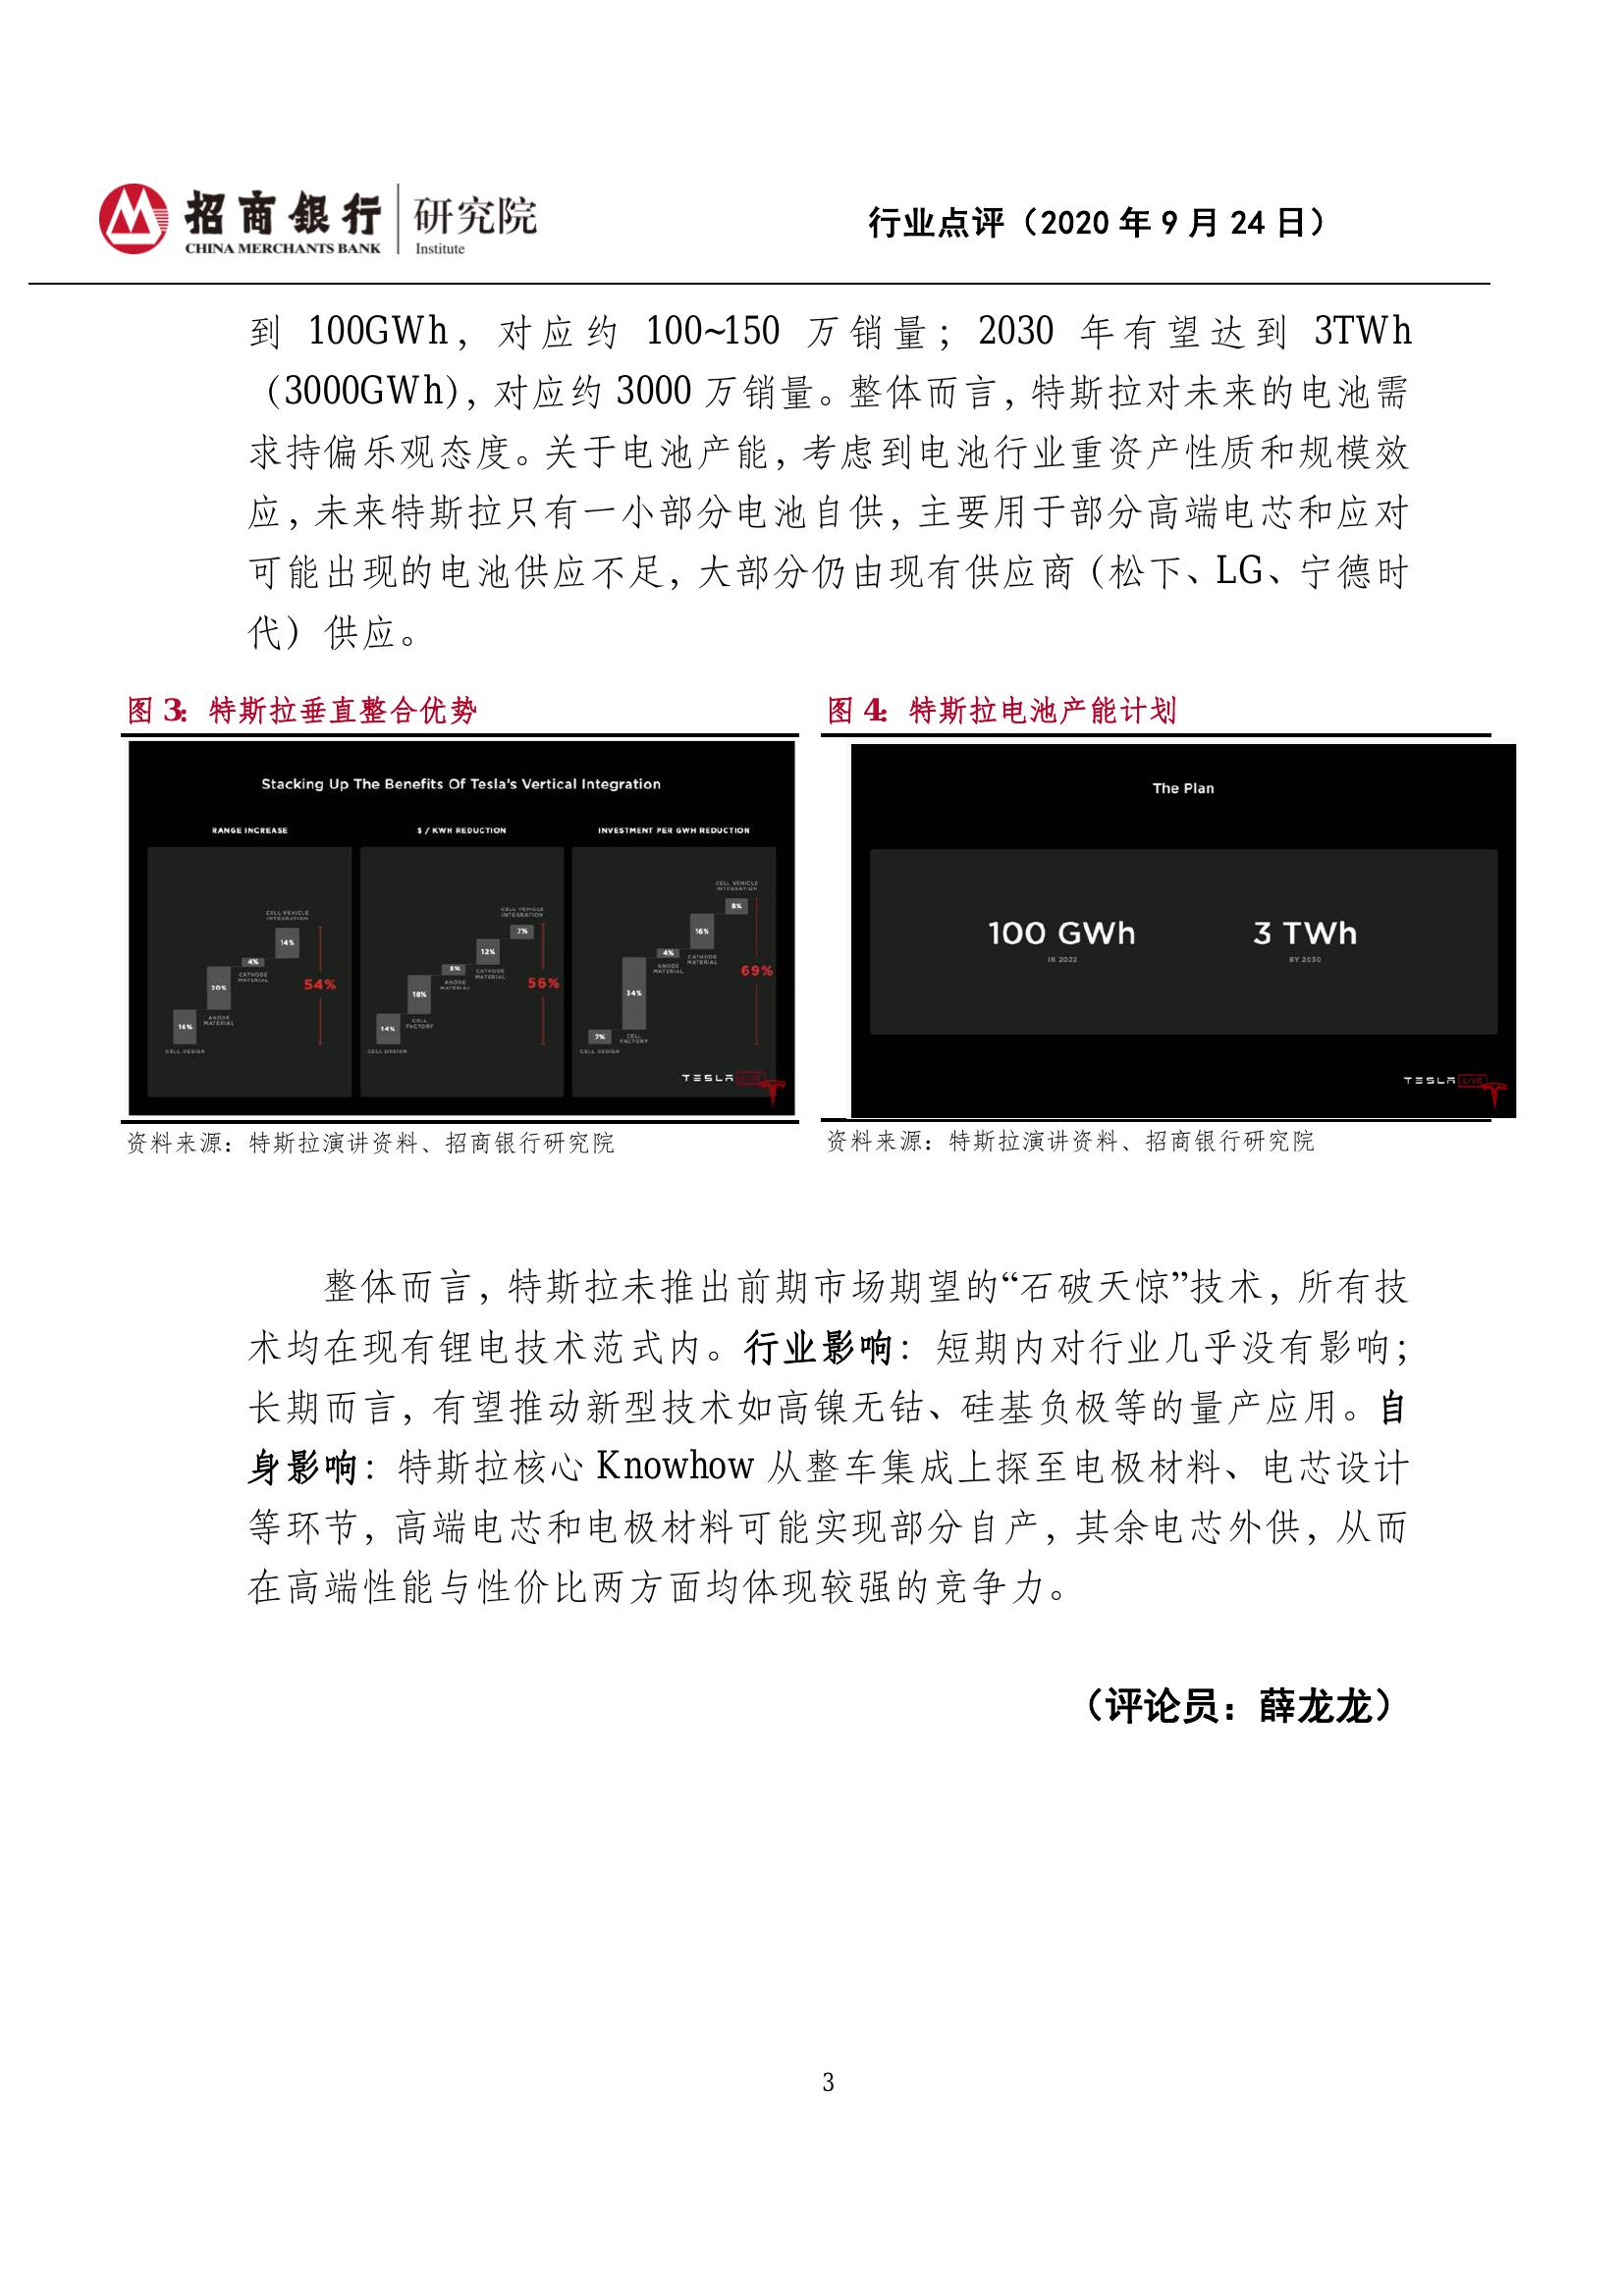 招商银行 研究院
CHINA MERCHANTS BANK Institute
行业点评（2020 年 9 月 24 日）
到 100GWh，对应约 100~150 万销量；2030 年有望达到 3TWh
（3000GWh），对应约 3000 万销量。整体而言，特斯拉对未来的电池需
求持偏乐观态度。关于电池产能，考虑到电池行业重资产性质和规模效
应，未来特斯拉只有一小部分电池自供，主要用于部分高端电芯和应对
可能出现的电池供应不足，大部分仍由现有供应商（松下、LG、宁德时
代）供应。
图 3：特斯拉垂直整合优势
Stacking Up The Benefits Of Tesla's Vertical Integration
RANGE INCREASE
CELL VEHICLE
INTEGRATION
14%
4%
CATHODE
MATERIAL
20%
ANODE
MATERIAL
16%
CELL DESIGN
54%
$ / KWH REDUCTION
CELL VEHICLE
INTEGRATION
7%
12%
CATHODE
MATERIAL
5%
ANODE
MATERIAL
18%
CELL
FACTORY
14%
CELL DESIGN
56%
INVESTMENT PER GWH REDUCTION
CELL VEHICLE
INTEGRATION
8%
16%
CATHODE
MATERIAL
4%
ANODE
MATERIAL
34%
CELL
FACTORY
7%
CELL DESIGN
69%
TESLA LIVE
资料来源：特斯拉演讲资料、招商银行研究院
图 4：特斯拉电池产能计划
The Plan
100 GWh
IN 2022
3 TWh
BY 2030
TESLA LIVE
资料来源：特斯拉演讲资料、招商银行研究院
整体而言，特斯拉未推出前期市场期望的“石破天惊”技术，所有技
术均在现有锂电技术范式内。行业影响：短期内对行业几乎没有影响；
长期而言，有望推动新型技术如高镍无钴、硅基负极等的量产应用。自
身影响：特斯拉核心 Knowhow 从整车集成上探至电极材料、电芯设计
等环节，高端电芯和电极材料可能实现部分自产，其余电芯外供，从而
在高端性能与性价比两方面均体现较强的竞争力。
（评论员：薛龙龙）
3